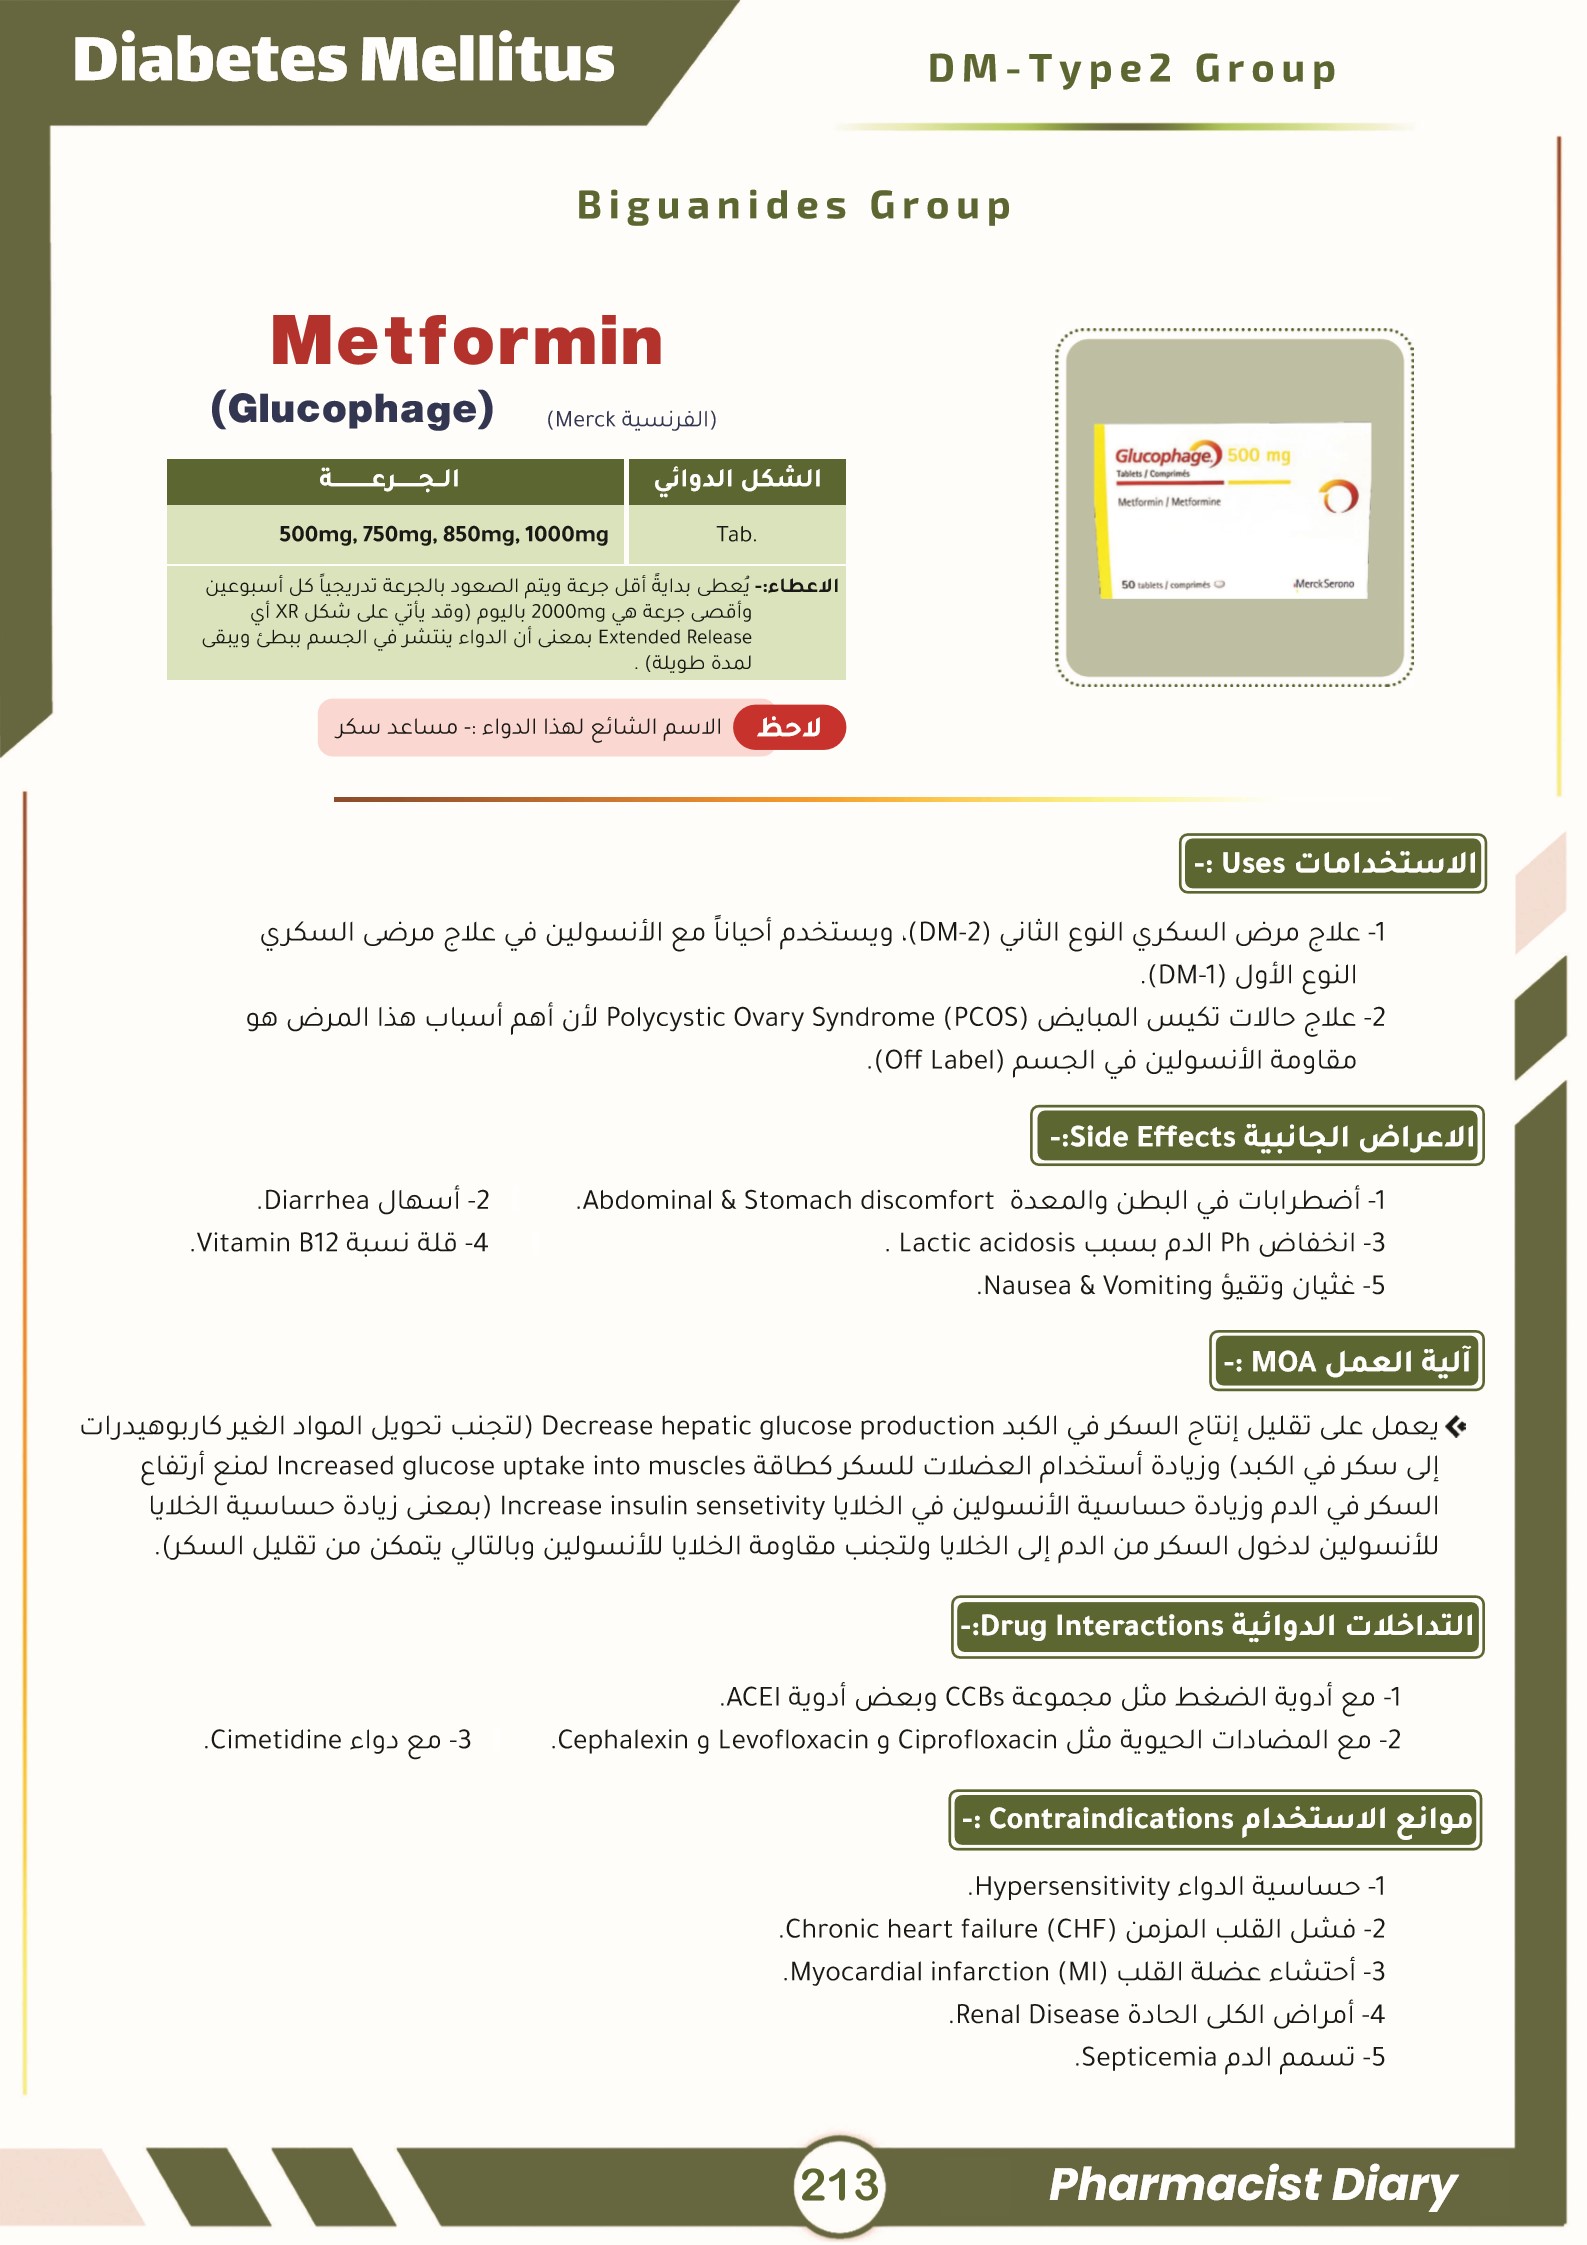 Diabetes Mellitus
DM-Type2 Group
Biguanides Group
Metformin
(Glucophage) (الفرنسية Merck)
الشكل الدوائي الـجـــرعـــــة
Tab. 500mg, 750mg, 850mg, 1000mg
الاعطاء:- يُعطى بدايةً أقل جرعة ويتم الصعود بالجرعة تدريجياً كل أسبوعين
وأقصى جرعة هي 2000mg باليوم (وقد يأتي على شكل XR أي
Extended Release بمعنى أن الدواء ينتشر في الجسم ببطئ ويبقى
لمدة طويلة) .
لاحظ الاسم الشائع لهذا الدواء :- مساعد سكر
Glucophage. 500 mg
Tablets / Comprimés
Metformin / Metformine
50 tablets / comprimés
MerckSerono
الاستخدامات Uses :-
1- علاج مرض السكري النوع الثاني (DM-2)، ويستخدم أحياناً مع الأنسولين في علاج مرضى السكري
النوع الأول (DM-1).
2- علاج حالات تكيس المبايض Polycystic Ovary Syndrome (PCOS) لأن أهم أسباب هذا المرض هو
مقاومة الأنسولين في الجسم (Off Label).
الاعراض الجانبية Side Effects:-
1- أضطرابات في البطن والمعدة Abdominal & Stomach discomfort. 2- أسهال Diarrhea.
3- انخفاض Ph الدم بسبب Lactic acidosis . 4- قلة نسبة Vitamin B12.
5- غثيان وتقيؤ Nausea & Vomiting.
آلية العمل MOA :-
يعمل على تقليل إنتاج السكر في الكبد Decrease hepatic glucose production (لتجنب تحويل المواد الغير كاربوهيدرات
إلى سكر في الكبد) وزيادة أستخدام العضلات للسكر كطاقة Increased glucose uptake into muscles لمنع أرتفاع
السكر في الدم وزيادة حساسية الأنسولين في الخلايا Increase insulin sensetivity (بمعنى زيادة حساسية الخلايا
للأنسولين لدخول السكر من الدم إلى الخلايا ولتجنب مقاومة الخلايا للأنسولين وبالتالي يتمكن من تقليل السكر).
التداخلات الدوائية Drug Interactions:-
1- مع أدوية الضغط مثل مجموعة CCBs وبعض أدوية ACEI.
2- مع المضادات الحيوية مثل Ciprofloxacin و Levofloxacin و Cephalexin. 3- مع دواء Cimetidine.
موانع الاستخدام Contraindications :-
1- حساسية الدواء Hypersensitivity.
2- فشل القلب المزمن Chronic heart failure (CHF).
3- أحتشاء عضلة القلب Myocardial infarction (MI).
4- أمراض الكلى الحادة Renal Disease.
5- تسمم الدم Septicemia.
213
Pharmacist Diary